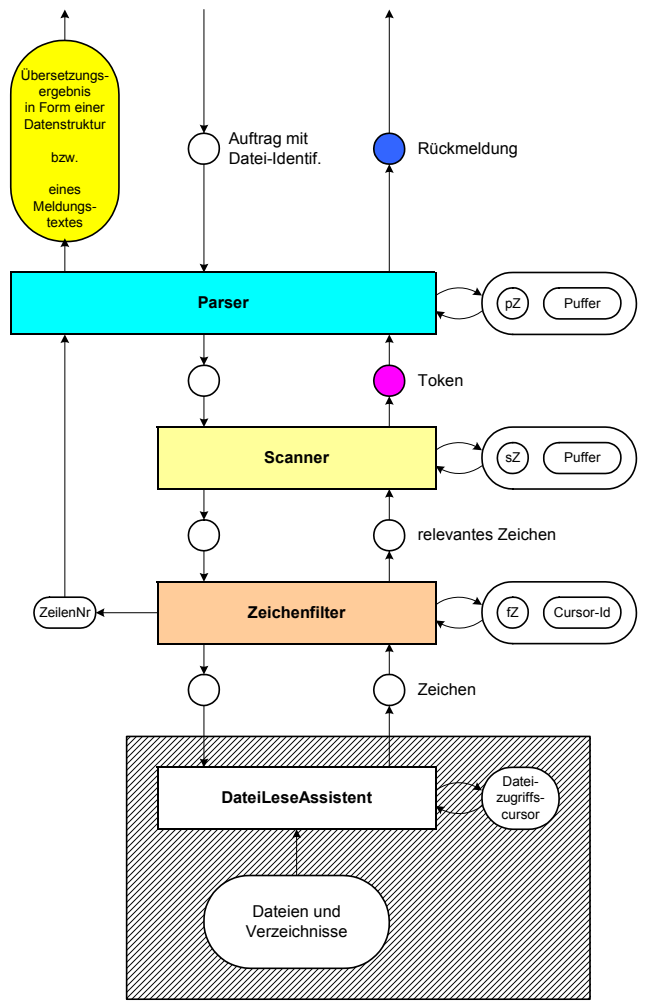 Übersetzungs-
ergebnis
in Form einer
Datenstruktur
bzw.
eines
Meldungs-
textes
Auftrag mit
Datei-Identif.
Rückmeldung
Parser
pZ
Puffer
Token
Scanner
sZ
Puffer
relevantes Zeichen
ZeilenNr
Zeichenfilter
fZ
Cursor-Id
Zeichen
DateiLeseAssistent
Datei-
zugriffs-
cursor
Dateien und
Verzeichnisse